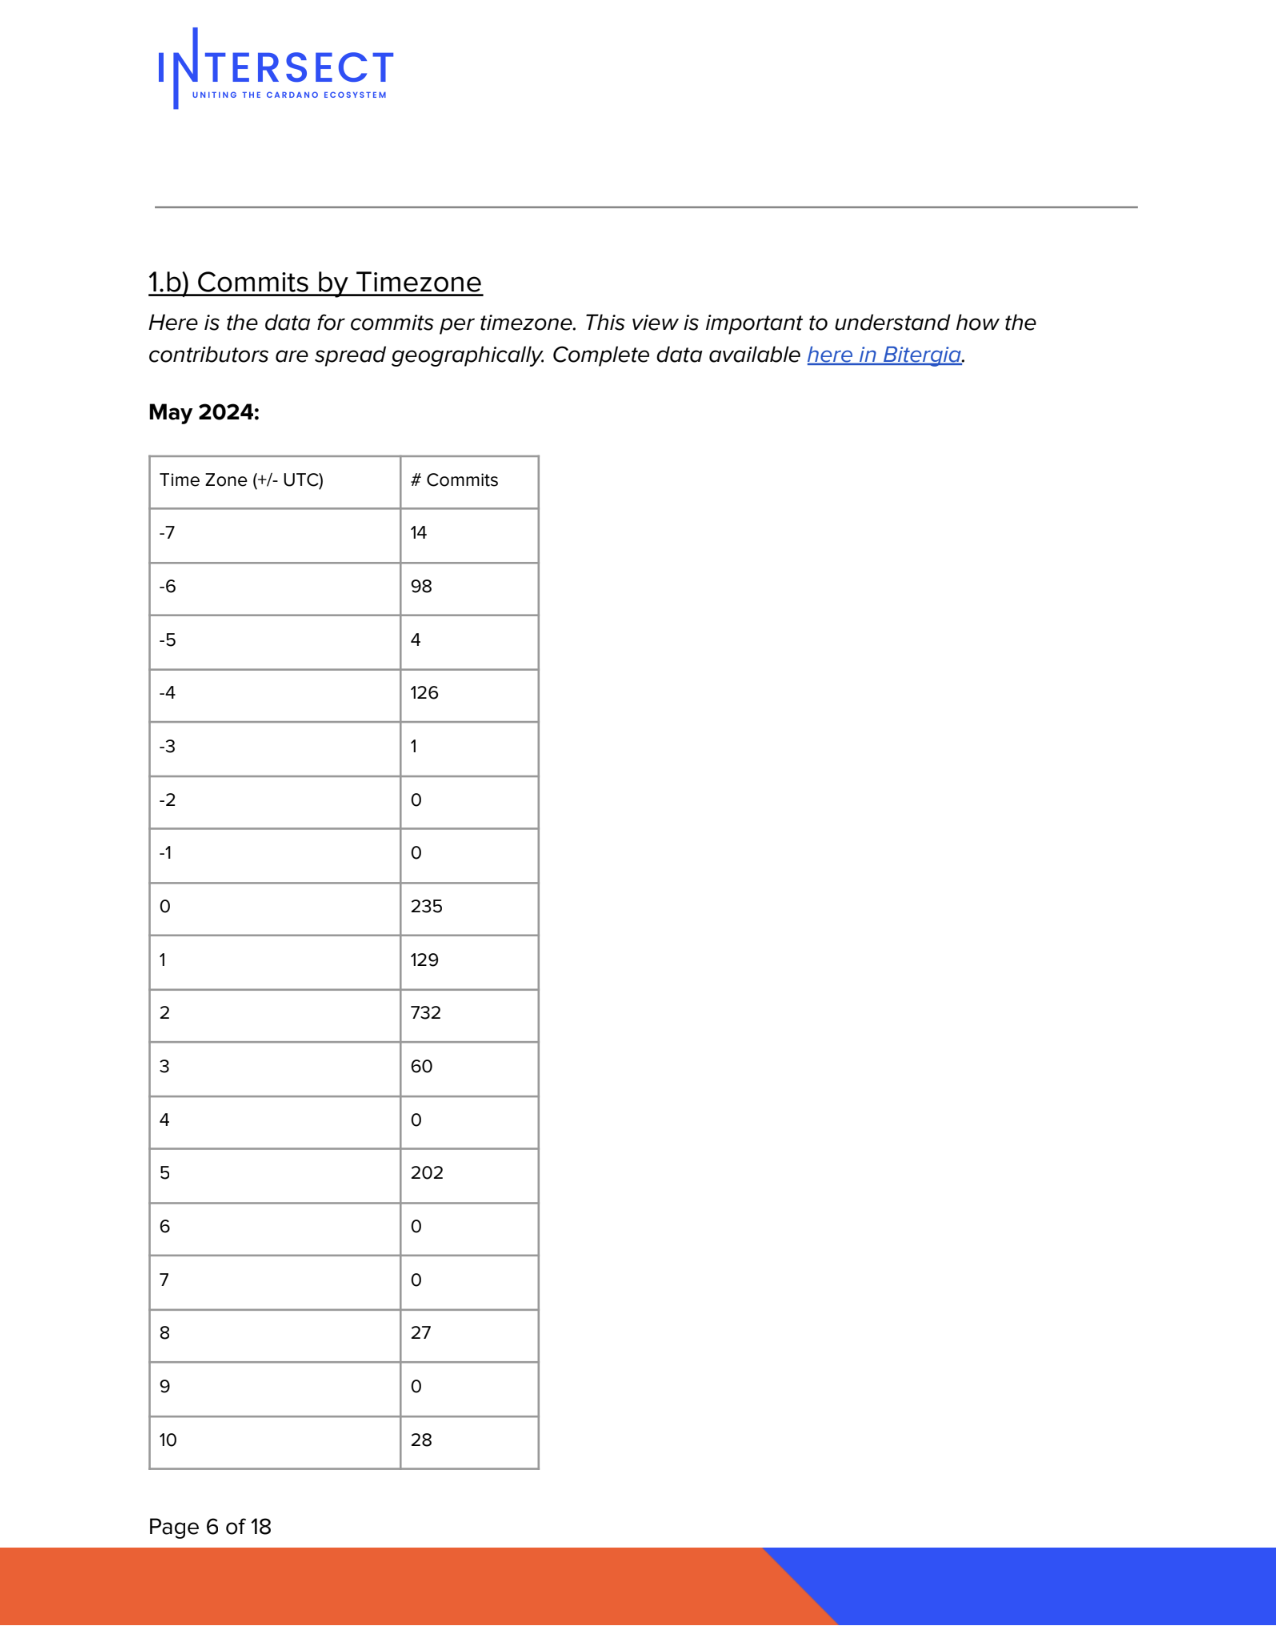 INTERSECT
UNITING THE CARDANO ECOSYSTEM
1.b) Commits by Timezone
Here is the data for commits per timezone. This view is important to understand how the
contributors are spread geographically. Complete data available here in Bitergia.
May 2024:
Time Zone (+/- UTC) # Commits
-7 14
-6 98
-5 4
-4 126
-3 1
-2 0
-1 0
0 235
1 129
2 732
3 60
4 0
5 202
6 0
7 0
8 27
9 0
10 28
Page 6 of 18